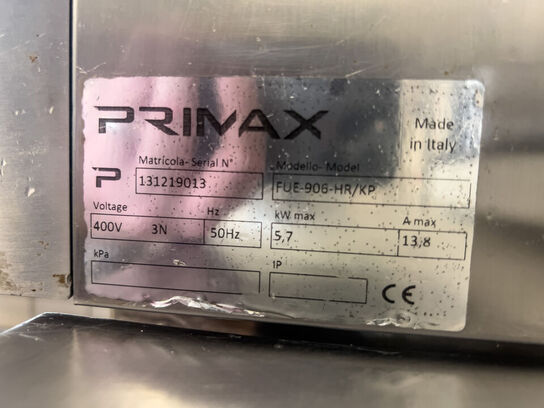 PRIMAX
Made
in Italy
Matrícola- Serial N°
Modello- Model
P
131219013
FUE-906-HR/KP
Voltage
Hz
kW max
A max
400V 3N
50Hz
5,7
13,8
kPa
IP
CE